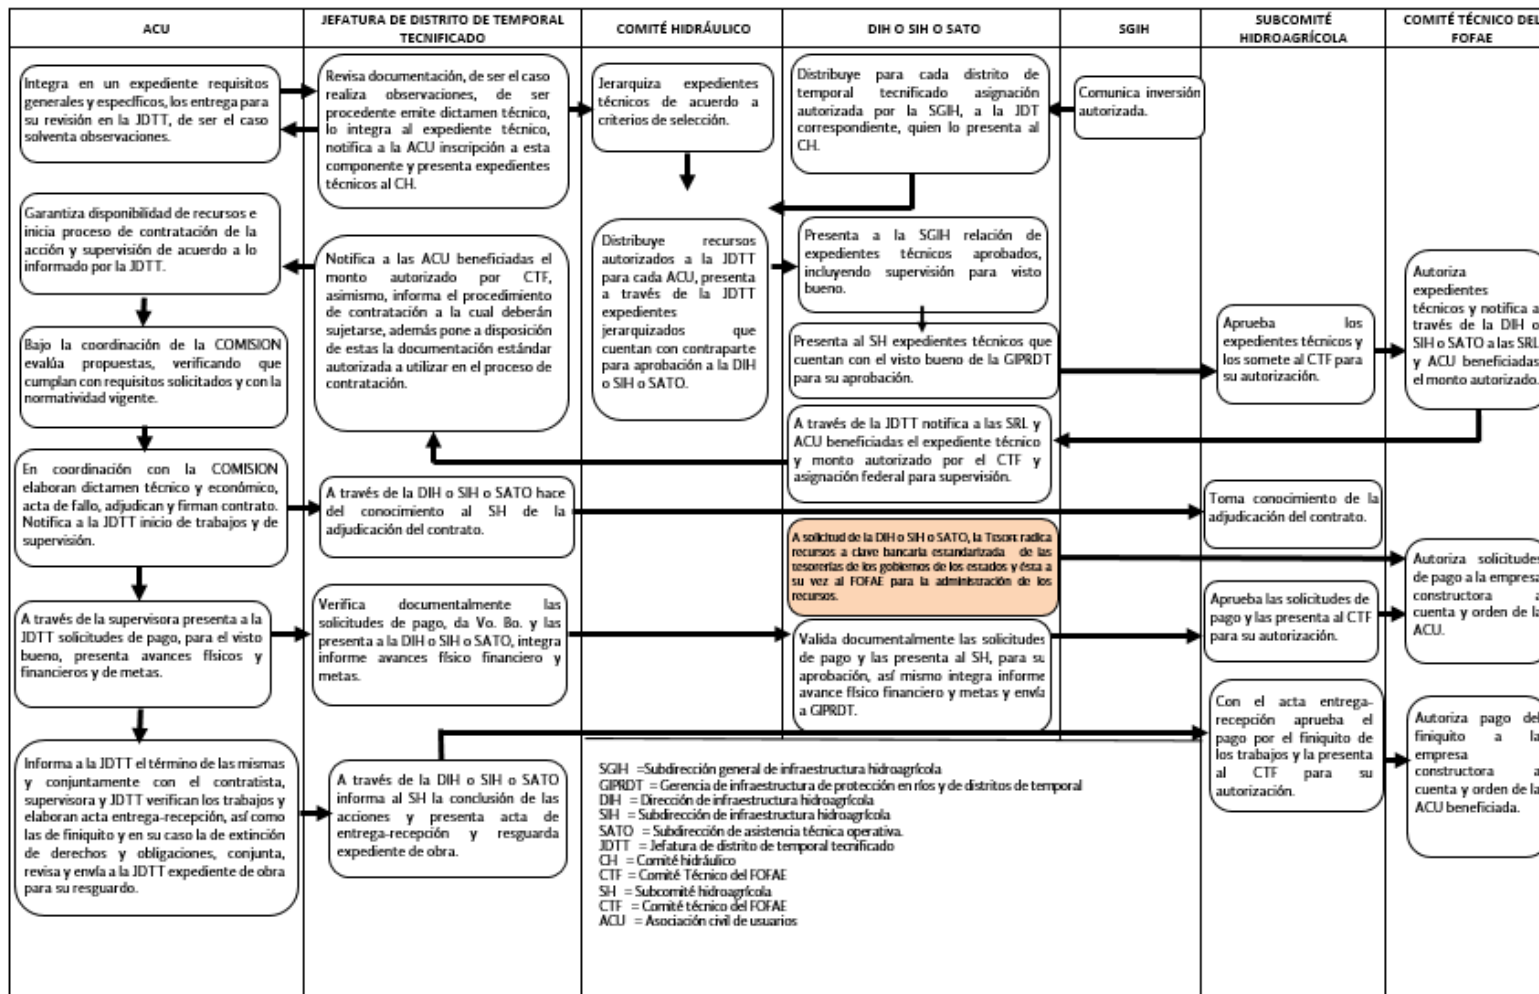 ACU
JEFATURA DE DISTRITO DE TEMPORAL
TECNIFICADO
COMITÉ HIDRÁULICO
DIH O SIH O SATO
SGIH
SUBCOMITÉ
HIDROAGRÍCOLA
COMITÉ TÉCNICO DEL
FOFAE
Integra en un expediente requisitos
generales y específicos, los entrega para
su revisión en la JDTT, de ser el caso
solventa observaciones.
Revisa documentación, de ser el caso
realiza observaciones, de ser
procedente emite dictamen técnico,
lo integra al expediente técnico,
notifica a la ACU inscripción a esta
componente y presenta expedientes
técnicos al CH.
Jerarquiza expedientes
técnicos de acuerdo a
criterios de selección.
Distribuye para cada distrito de
temporal tecnificado asignación
autorizada por la SGIH, a la JDT
correspondiente, quien lo presenta al
CH.
Comunica inversión
autorizada.
Garantiza disponibilidad de recursos e
inicia proceso de contratación de la
acción y supervisión de acuerdo a lo
informado por la JDTT.
Notifica a las ACU beneficiadas el
monto autorizado por CTF,
asimismo, informa el procedimiento
de contratación a la cual deberán
sujetarse, además pone a disposición
de estas la documentación estándar
autorizada a utilizar en el proceso de
contratación.
Distribuye recursos
autorizados a la JDTT
para cada ACU, presenta
a través de la JDTT
expedientes
jerarquizados que
cuentan con contraparte
para aprobación a la DIH
o SIH o SATO.
Presenta a la SGIH relación de
expedientes técnicos aprobados,
incluyendo supervisión para visto
bueno.
Presenta al SH expedientes técnicos que
cuentan con el visto bueno de la GIPRDT
para su aprobación.
Aprueba los
expedientes técnicos y
los somete al CTF para
su autorización.
Autoriza
expedientes
técnicos y notifica a
través de la DIH o
SIH o SATO a las SRL
y ACU beneficiadas
el monto autorizado.
Bajo la coordinación de la COMISION
evalúa propuestas, verificando que
cumplan con requisitos solicitados y con la
normatividad vigente.
A través de la JDTT notifica a las SRL y
ACU beneficiadas el expediente técnico
y monto autorizado por el CTF y
asignación federal para supervisión.
En coordinación con la COMISION
elaboran dictamen técnico y económico,
acta de fallo, adjudican y firman contrato.
Notifica a la JDTT inicio de trabajos y de
supervisión.
A través de la DIH o SIH o SATO hace
del conocimiento al SH de la
adjudicación del contrato.
Toma conocimiento de la
adjudicación del contrato.
A solicitud de la DIH o SIH o SATO, la Tesofe radica
recursos a clave bancaria estandarizada de las
tesorerías de los gobiernos de los estados y ésta a
su vez al FOFAE para la administración de los
recursos.
Autoriza solicitudes
de pago a la empresa
constructora a
cuenta y orden de la
ACU.
A través de la supervisora presenta a la
JDTT solicitudes de pago, para el visto
bueno, presenta avances físicos y
financieros y de metas.
Verifica documentalmente las
solicitudes de pago, da Vo. Bo. y las
presenta a la DIH o SIH o SATO, integra
informe avances físico financiero y
metas.
Valida documentalmente las solicitudes
de pago y las presenta al SH, para su
aprobación, así mismo integra informe
avance físico financiero y metas y envía
a GIPRDT.
Aprueba las solicitudes de
pago y las presenta al CTF
para su autorización.
Informa a la JDTT el término de las mismas
y conjuntamente con el contratista,
supervisora y JDTT verifican los trabajos y
elaboran acta entrega-recepción, así como
las de finiquito y en su caso la de extinción
de derechos y obligaciones, conjunta,
revisa y envía a la JDTT expediente de obra
para su resguardo.
A través de la DIH o SIH o SATO
informa al SH la conclusión de las
acciones y presenta acta de
entrega-recepción y resguarda
expediente de obra.
Con el acta entrega-
recepción aprueba el
pago por el finiquito de
los trabajos y la presenta
al CTF para su
autorización.
Autoriza pago del
finiquito a la
empresa
constructora a
cuenta y orden de la
ACU beneficiada.
SGIH =Subdirección general de infraestructura hidroagrícola
GIPRDT = Gerencia de infraestructura de protección en ríos y de distritos de temporal
DIH = Dirección de infraestructura hidroagrícola
SIH = Subdirección de infraestructura hidroagrícola
SATO = Subdirección de asistencia técnica operativa.
JDTT = Jefatura de distrito de temporal tecnificado
CH = Comité hidráulico
CTF = Comité Técnico del FOFAE
SH = Subcomité hidroagrícola
CTF = Comité técnico del FOFAE
ACU = Asociación civil de usuarios